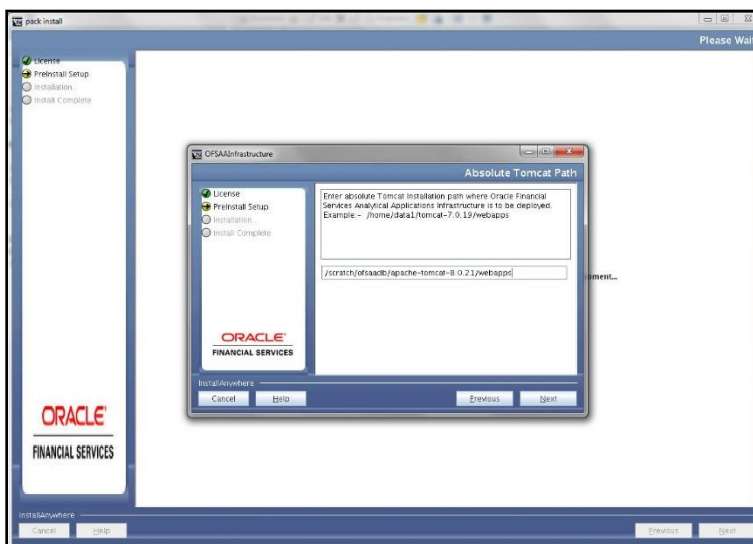 pack install
Please Wait
License
PreInstall Setup
Installation...
Install Complete
OFSAAInfrastructure
Absolute Tomcat Path
License
PreInstall Setup
Installation...
Install Complete
Enter absolute Tomcat Installation path where Oracle Financial
Services Analytical Applications Infrastructure is to be deployed.
Example:- /home/data1/tomcat-7.0.19/webapps
/scratch/ofsaadb/apache-tomcat-8.0.21/webapps
oment...
ORACLE
FINANCIAL SERVICES
InstallAnywhere
Cancel
Help
Previous
Next
ORACLE
FINANCIAL SERVICES
InstallAnywhere
Cancel
Help
Previous
Next